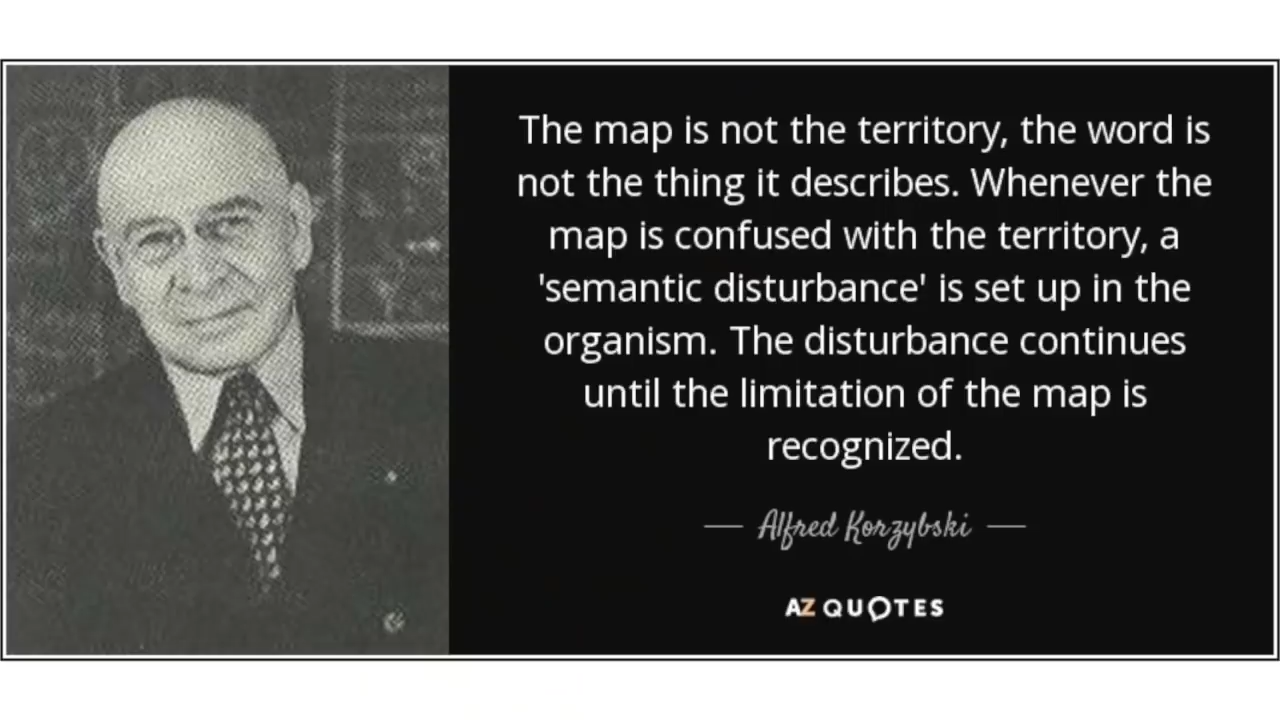 The map is not the territory, the word is
not the thing it describes. Whenever the
map is confused with the territory, a
'semantic disturbance' is set up in the
organism. The disturbance continues
until the limitation of the map is
recognized.
Alfred Korzybski
AZ QUOTES